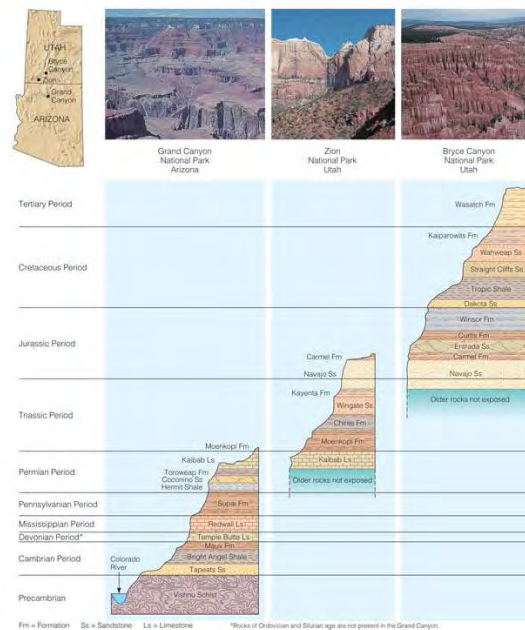 UTAH
Bryce
Canyon
Zion
Grand
Canyon
ARIZONA
Grand Canyon
National Park
Arizona
Zion
National Park
Utah
Bryce Canyon
National Park
Utah
Tertiary Period
Wasatch Fm
Kaiparowits Fm
Cretaceous Period
Wahweap Ss
Straight Cliffs Ss
Tropic Shale
Dakota Ss
Jurassic Period
Winsor Fm
Curtis Fm
Entrada Ss
Carmel Fm
Navajo Ss
Older rocks not exposed
Carmel Fm
Navajo Ss
Triassic Period
Kayenta Fm
Wingate Ss
Chinle Fm
Moenkopi Fm
Kaibab Ls
Older rocks not exposed
Moenkopi Fm
Permian Period
Kaibab Ls
Toroweap Fm
Coconino Ss
Hermit Shale
Pennsylvanian Period
Supai Fm
Mississippian Period
Redwall Ls
Devonian Period*
Temple Butte Ls
Cambrian Period
Muav Fm
Bright Angel Shale
Tapeats Ss
Colorado
River
Precambrian
Vishnu Schist
Fm = Formation Ss = Sandstone Ls = Limestone
*Rocks of Ordovician and Silurian age are not present in the Grand Canyon.